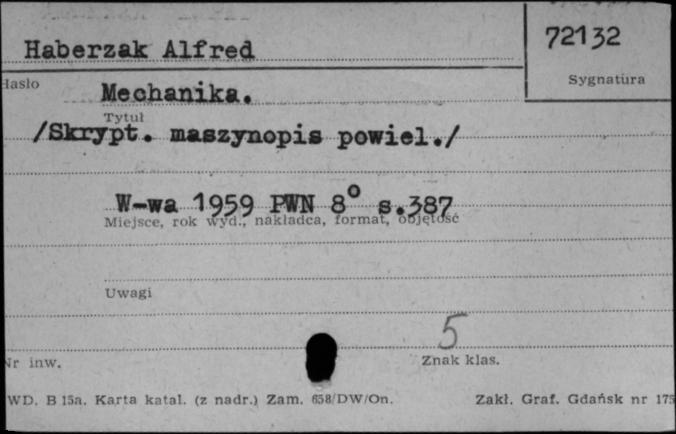 Haberzak Alfred
72132
Hasło
Sygnatura
Mechanika.
Tytuł
/Skrypt. maszynopis powiel./
W-wa 1959 PWN 8° s.387
Miejsce, rok wyd., nakładca, format, objętość
Uwagi
5
Nr inw.
Znak klas.
WD. B 15a. Karta katal. (z nadr.) Zam. 658/DW/On.
Zakł. Graf. Gdańsk nr 175